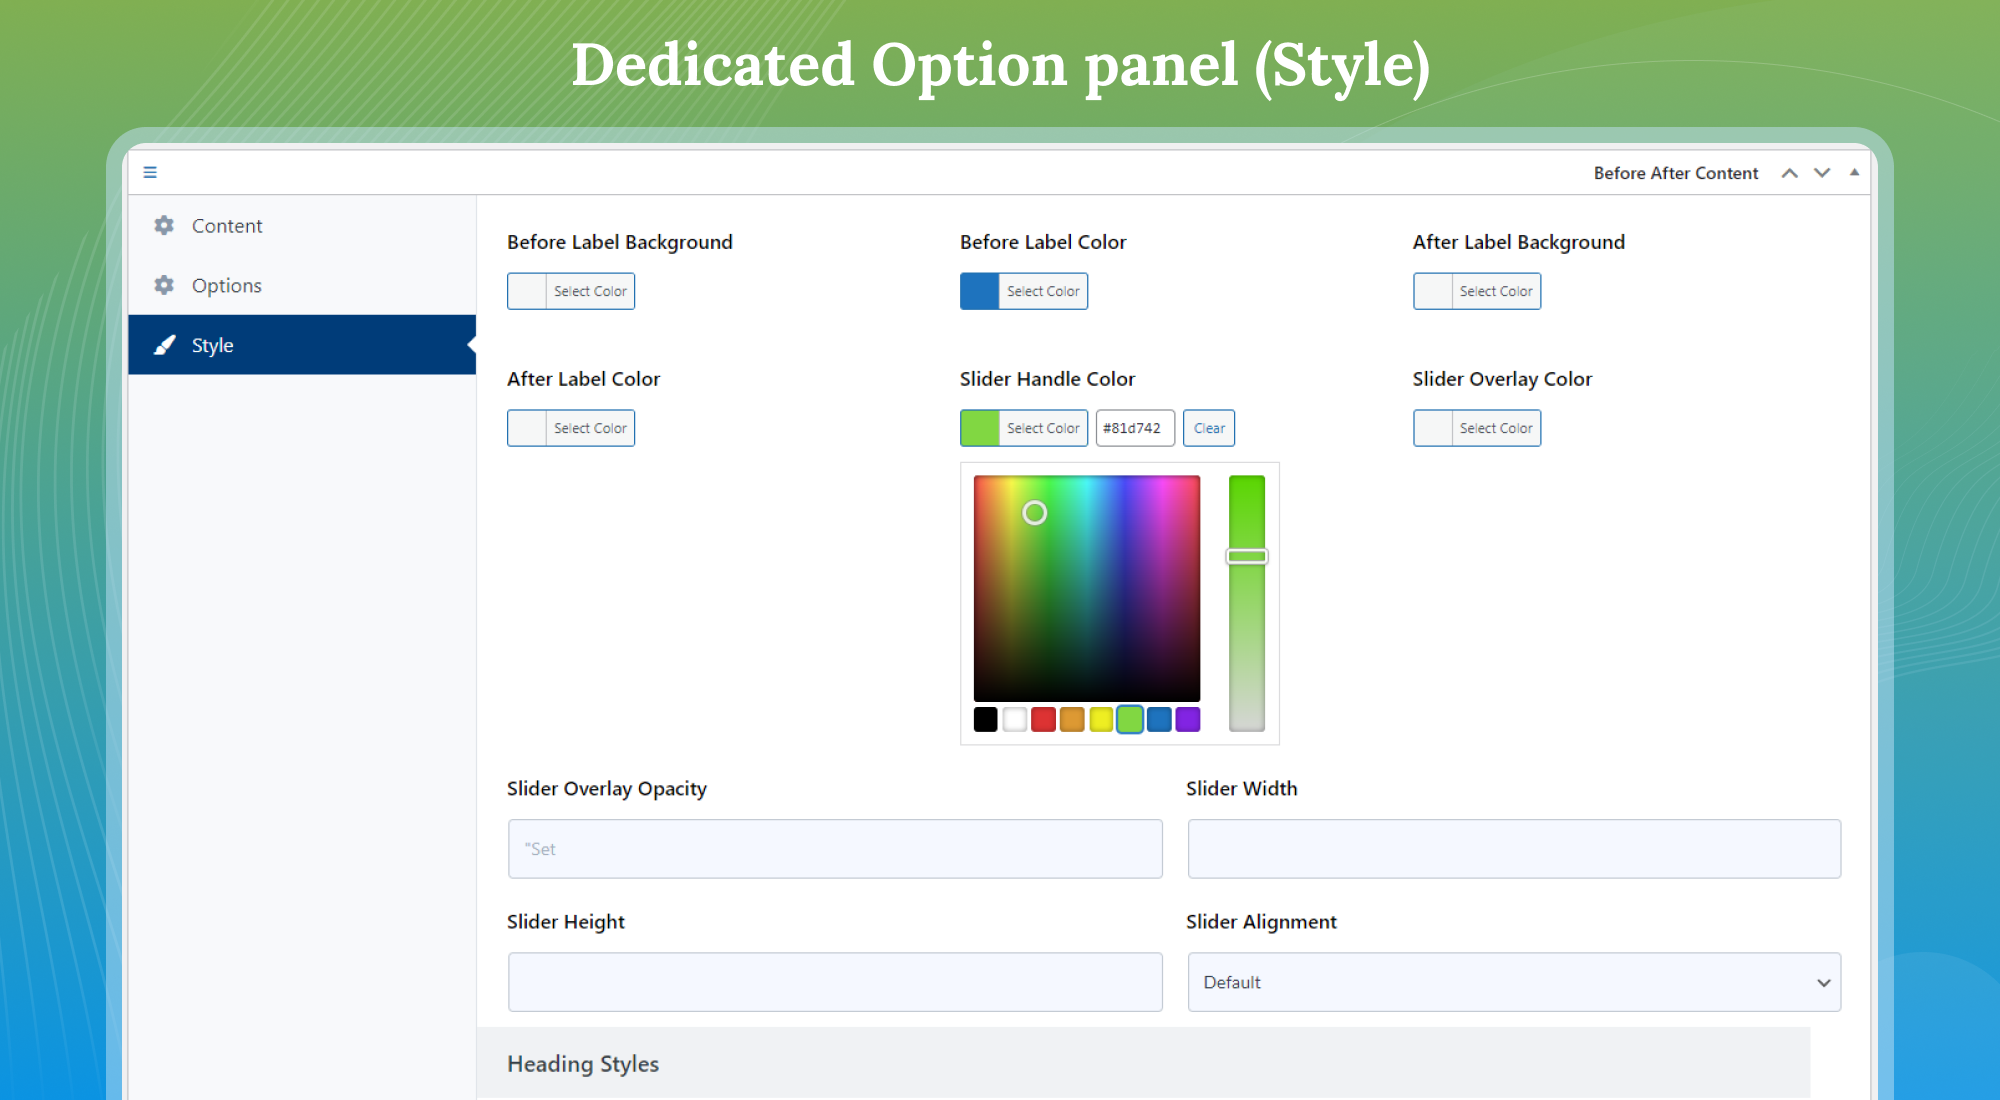 Dedicated Option panel (Style)
Before After Content
Content
Options
Style
Before Label Background
Select Color
Before Label Color
Select Color
After Label Background
Select Color
After Label Color
Select Color
Slider Handle Color
Select Color #81d742 Clear
Slider Overlay Color
Select Color
Slider Overlay Opacity
"Set
Slider Width
Slider Height
Slider Alignment
Default
Heading Styles